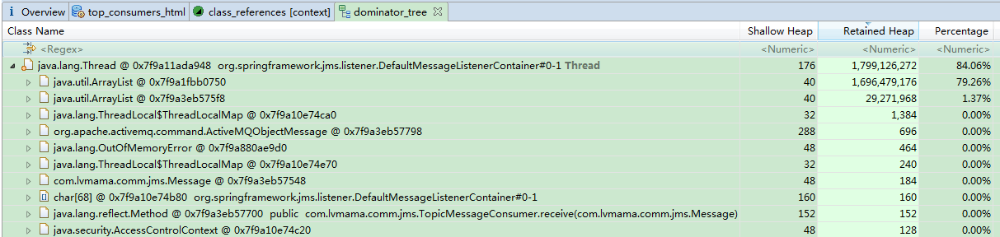 i Overview top_consumers_html class_references [context] dominator_tree
Class Name Shallow Heap Retained Heap Percentage
<Regex> <Numeric> <Numeric> <Numeric>
java.lang.Thread @ 0x7f9a11ada948 org.springframework.jms.listener.DefaultMessageListenerContainer#0-1 Thread 176 1,799,126,272 84.06%
java.util.ArrayList @ 0x7f9a1fbb0750 40 1,696,479,176 79.26%
java.util.ArrayList @ 0x7f9a3eb575f8 40 29,271,968 1.37%
java.lang.ThreadLocal$ThreadLocalMap @ 0x7f9a10e74ca0 32 1,384 0.00%
org.apache.activemq.command.ActiveMQObjectMessage @ 0x7f9a3eb57798 288 696 0.00%
java.lang.OutOfMemoryError @ 0x7f9a880ae9d0 48 464 0.00%
java.lang.ThreadLocal$ThreadLocalMap @ 0x7f9a10e74e70 32 240 0.00%
com.lvmama.comm.jms.Message @ 0x7f9a3eb57548 48 184 0.00%
char[68] @ 0x7f9a10e74b80 org.springframework.jms.listener.DefaultMessageListenerContainer#0-1 160 160 0.00%
java.lang.reflect.Method @ 0x7f9a3eb57700 public com.lvmama.comm.jms.TopicMessageConsumer.receive(com.lvmama.comm.jms.Message) 152 152 0.00%
java.security.AccessControlContext @ 0x7f9a10e74c20 48 128 0.00%